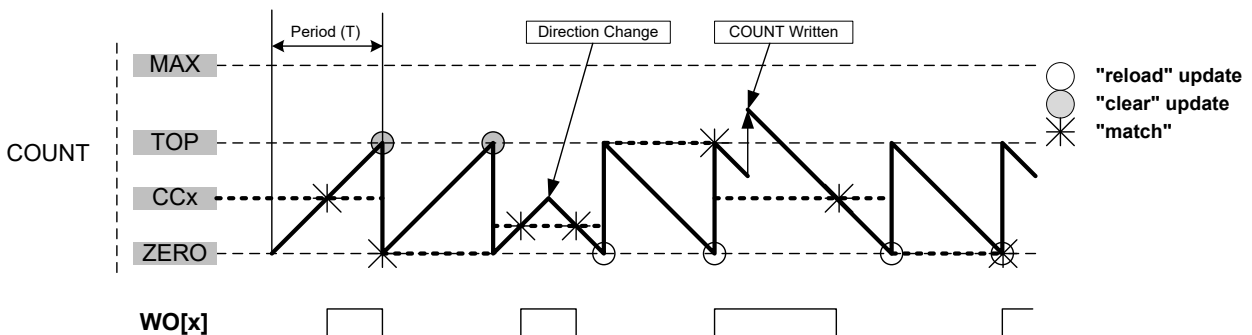 Period (T)
Direction Change
COUNT Written
MAX
"reload" update
"clear" update
TOP
"match"
COUNT
CCx
ZERO
WO[x]